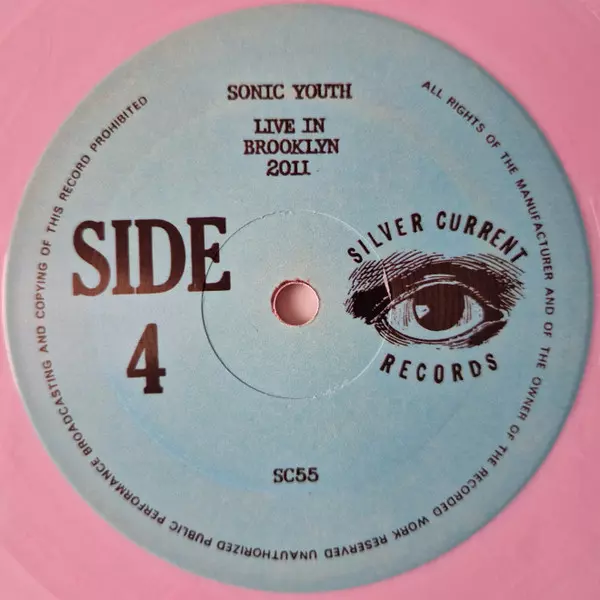 SONIC YOUTH
LIVE IN
BROOKLYN
2011
SIDE
4
SILVER CURRENT
RECORDS
SC55
ALL RIGHTS OF THE MANUFACTURER AND OF THE OWNER OF THE RECORDED WORK RESERVED UNAUTHORIZED PUBLIC PERFORMANCE BROADCASTING AND COPYING OF THIS RECORD PROHIBITED